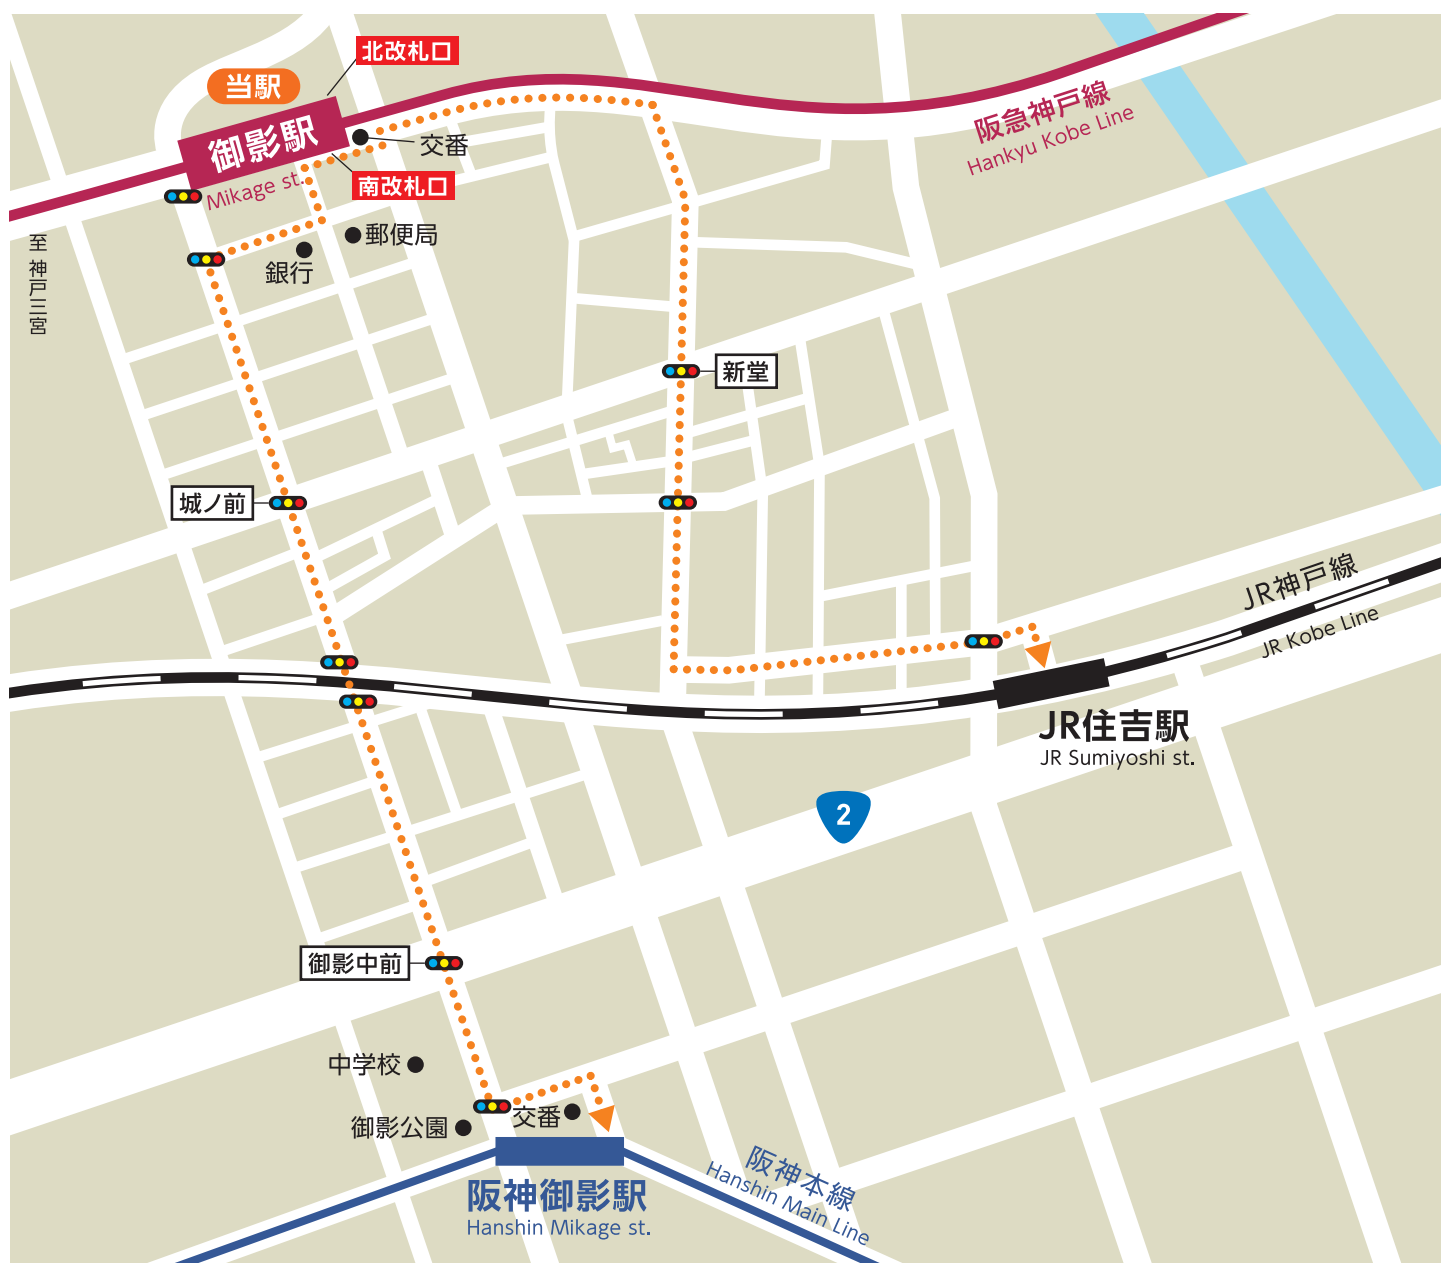 北改札口
当駅
御影駅
Mikage st.
交番
南改札口
阪急神戸線
Hankyu Kobe Line
至 神戸三宮
郵便局
銀行
新堂
城ノ前
JR神戸線
JR Kobe Line
JR住吉駅
JR Sumiyoshi st.
2
御影中前
中学校
御影公園
交番
阪神御影駅
Hanshin Mikage st.
阪神本線
Hanshin Main Line